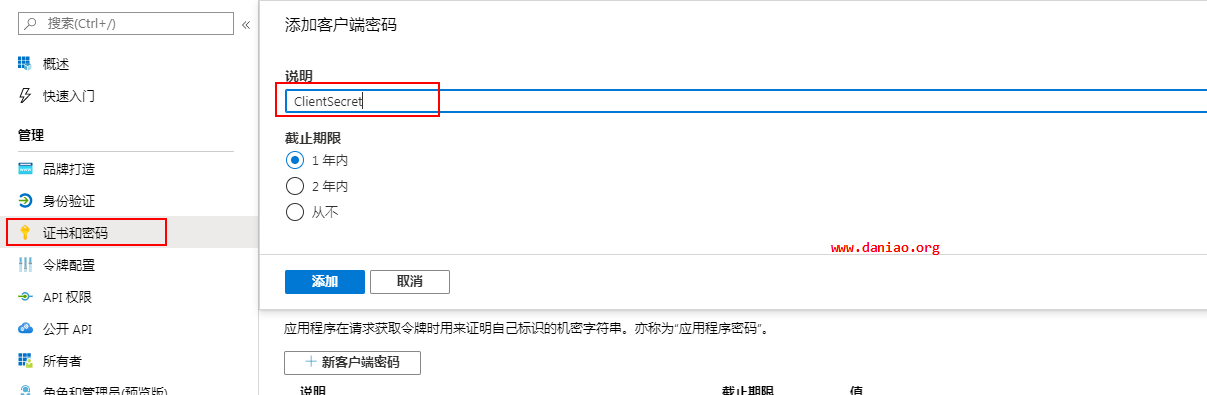 搜索(Ctrl+/)
«
概述
快速入门
管理
品牌打造
身份验证
证书和密码
令牌配置
API 权限
公开 API
所有者
角色和管理员(预览版)
添加客户端密码
说明
ClientSecret
截止期限
1 年内
2 年内
从不
www.daniao.org
添加 取消
应用程序在请求获取令牌时用来证明自己标识的机密字符串。亦称为“应用程序密码”。
+ 新客户端密码
说明 截止期限 值